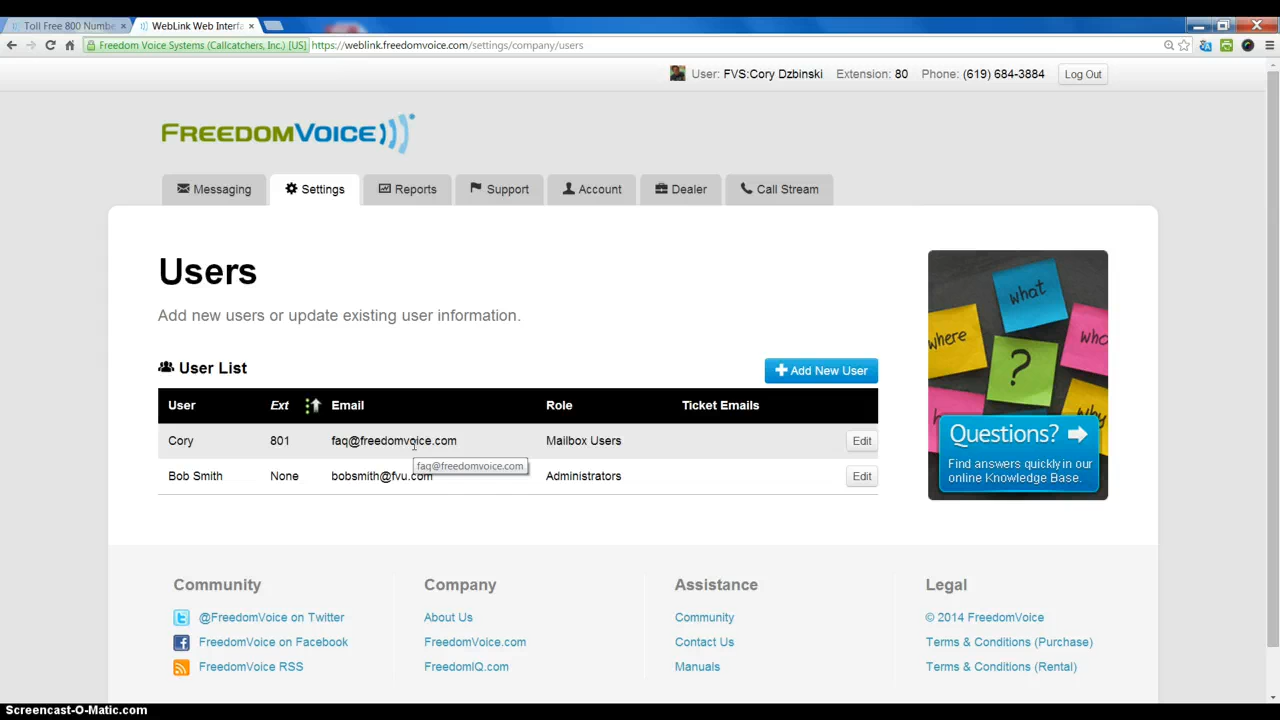 Toll Free 800 Numbe
WebLink Web Interfa
Freedom Voice Systems (Callcatchers, Inc.) [US] https://weblink.freedomvoice.com/settings/company/users
User: FVS:Cory Dzbinski Extension: 80 Phone: (619) 684-3884 Log Out
FREEDOMVOICE
Messaging Settings Reports Support Account Dealer Call Stream
Users
Add new users or update existing user information.
User List
Add New User
User Ext Email Role Ticket Emails
Cory 801 faq@freedomvoice.com Mailbox Users Edit
faq@freedomvoice.com
Bob Smith None bobsmith@fvu.com Administrators Edit
what
where
who
?
why
Questions?
Find answers quickly in our
online Knowledge Base.
Community Company Assistance Legal
@FreedomVoice on Twitter About Us Community © 2014 FreedomVoice
FreedomVoice on Facebook FreedomVoice.com Contact Us Terms & Conditions (Purchase)
FreedomVoice RSS FreedomIQ.com Manuals Terms & Conditions (Rental)
Screencast-O-Matic.com